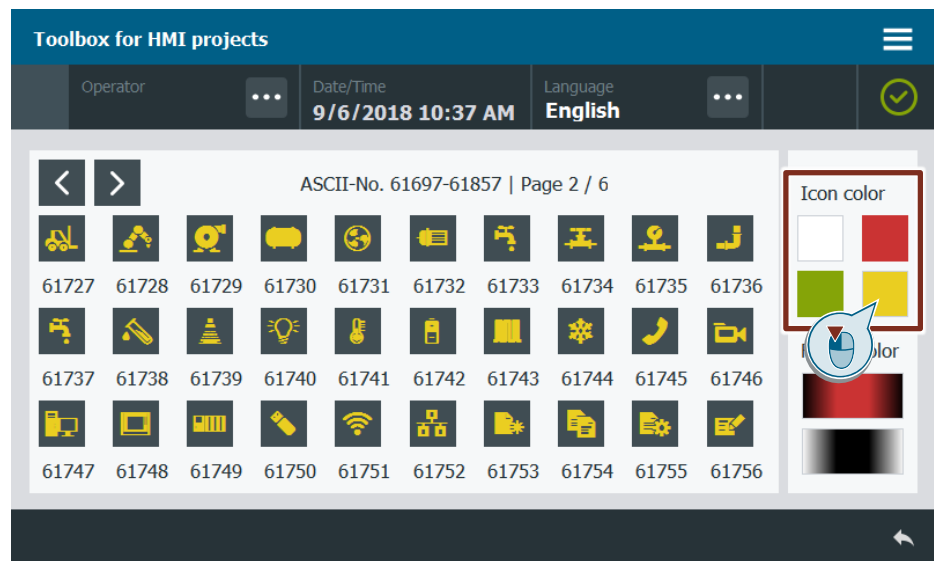 Toolbox for HMI projects
Operator
Date/Time
9/6/2018 10:37 AM
Language
English
ASCII-No. 61697-61857 | Page 2 / 6
61727 61728 61729 61730 61731 61732 61733 61734 61735 61736
61737 61738 61739 61740 61741 61742 61743 61744 61745 61746
61747 61748 61749 61750 61751 61752 61753 61754 61755 61756
Icon color